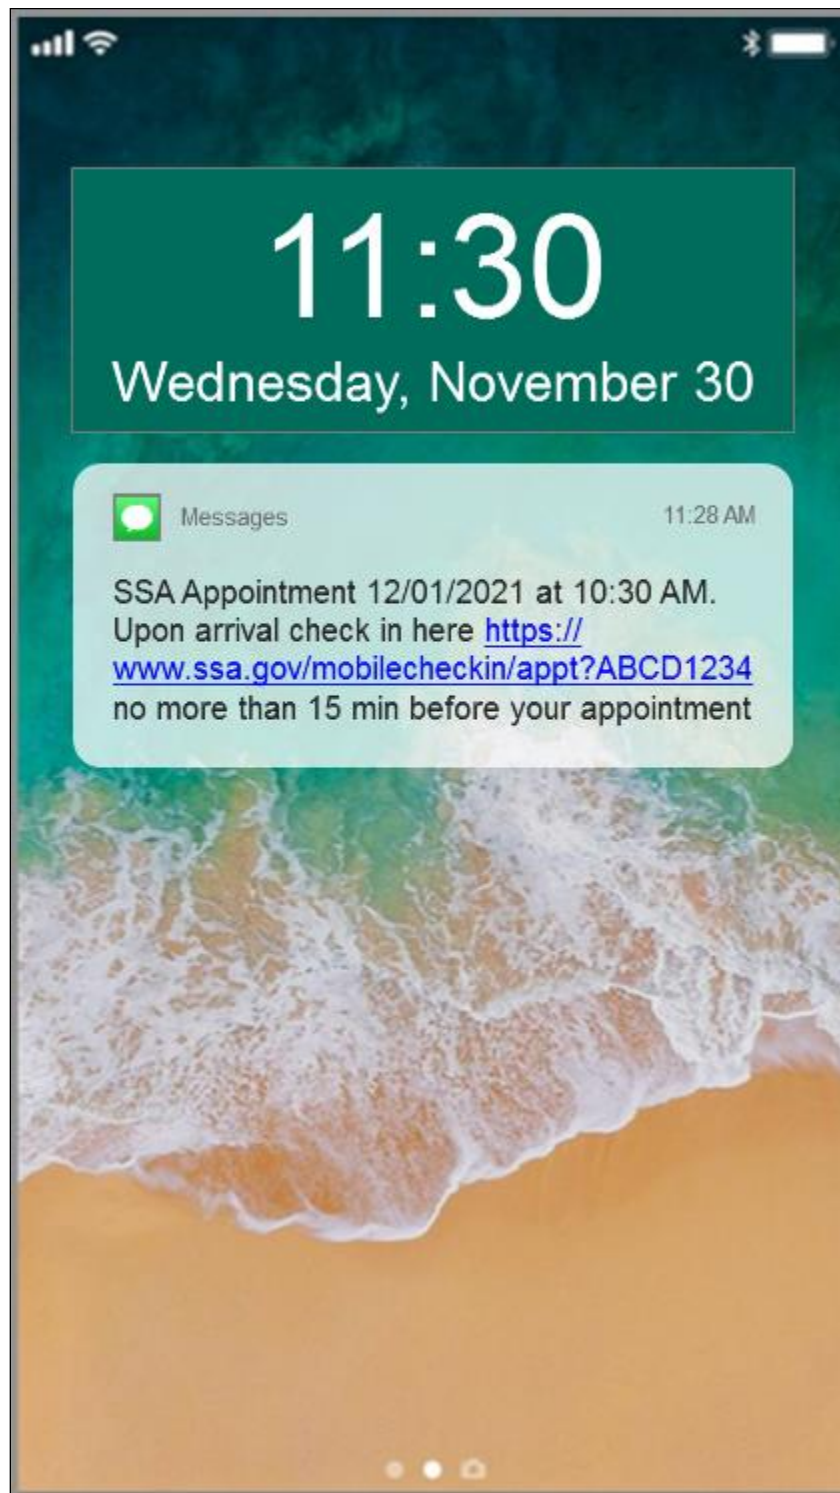 11:30
Wednesday, November 30
Messages 11:28 AM
SSA Appointment 12/01/2021 at 10:30 AM.
Upon arrival check in here https://
www.ssa.gov/mobilecheckin/appt?ABCD1234
no more than 15 min before your appointment